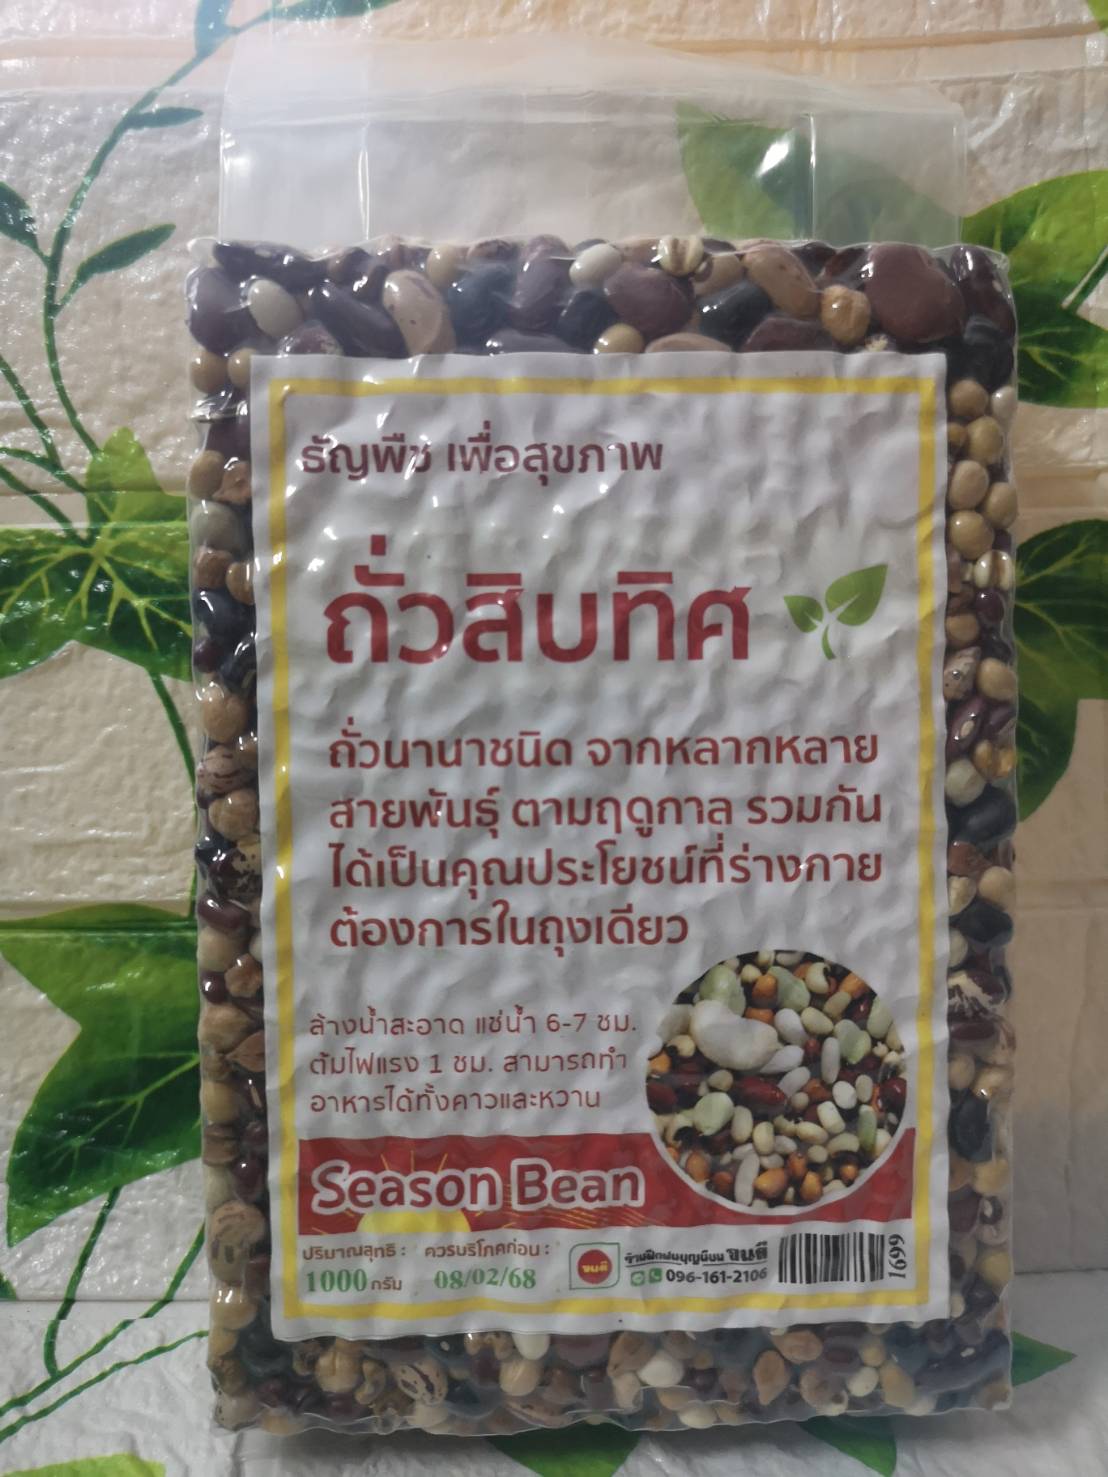 ธัญพืช เพื่อสุขภาพ
ถั่วสิบทิศ
ถั่วนานาชนิด จากหลากหลาย
สายพันธุ์ ตามฤดูกาล รวมกัน
ได้เป็นคุณประโยชน์ที่ร่างกาย
ต้องการในถุงเดียว
ล้างน้ำสะอาด แช่น้ำ 6-7 ชม.
ต้มไฟแรง 1 ชม. สามารถทำ
อาหารได้ทั้งคาวและหวาน
Season Bean
ปริมาณสุทธิ : ควรบริโภคก่อน :
1000 กรัม 08/02/68
096-161-2106
1699